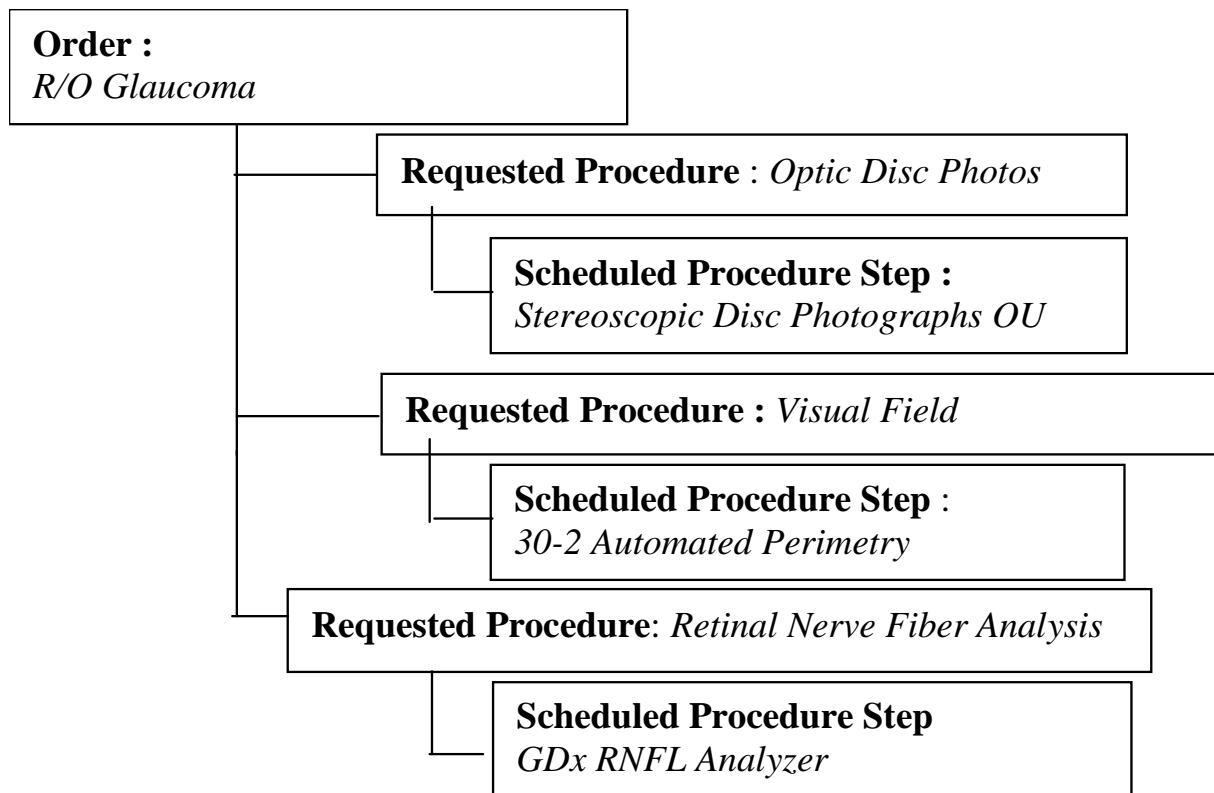 Order :
R/O Glaucoma
Requested Procedure : Optic Disc Photos
Scheduled Procedure Step :
Stereoscopic Disc Photographs OU
Requested Procedure : Visual Field
Scheduled Procedure Step :
30-2 Automated Perimetry
Requested Procedure: Retinal Nerve Fiber Analysis
Scheduled Procedure Step
GDx RNFL Analyzer